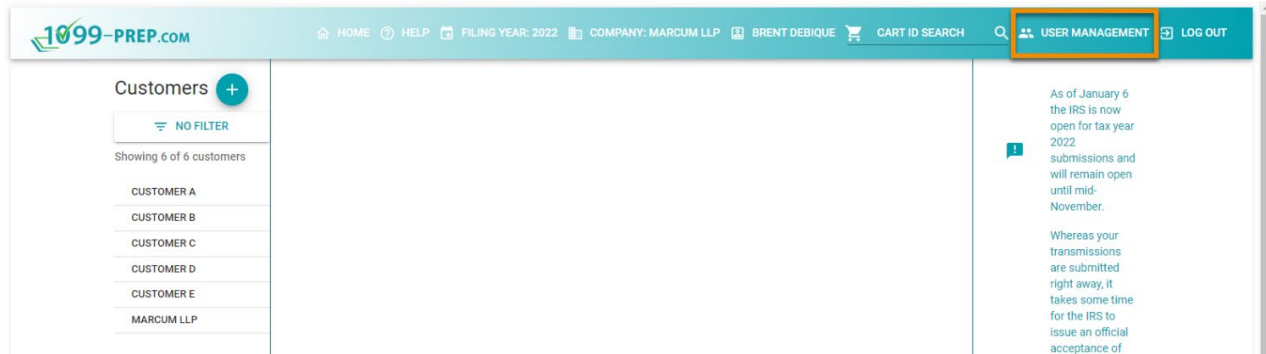 1099-PREP.COM
HOME HELP FILING YEAR: 2022 COMPANY: MARCUM LLP BRENT DEBIQUE CART ID SEARCH USER MANAGEMENT LOG OUT
Customers
NO FILTER
Showing 6 of 6 customers
CUSTOMER A
CUSTOMER B
CUSTOMER C
CUSTOMER D
CUSTOMER E
MARCUM LLP
As of January 6
the IRS is now
open for tax year
2022
submissions and
will remain open
until mid-
November.
Whereas your
transmissions
are submitted
right away, it
takes some time
for the IRS to
issue an official
acceptance of